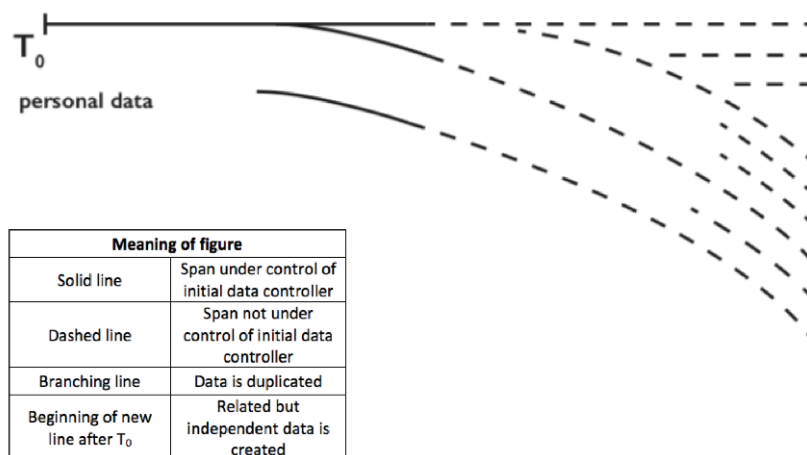 T0
personal data
Meaning of figure
Solid line
Span under control of
initial data controller
Dashed line
Span not under
control of initial data
controller
Branching line
Data is duplicated
Beginning of new
line after T0
Related but
independent data is
created